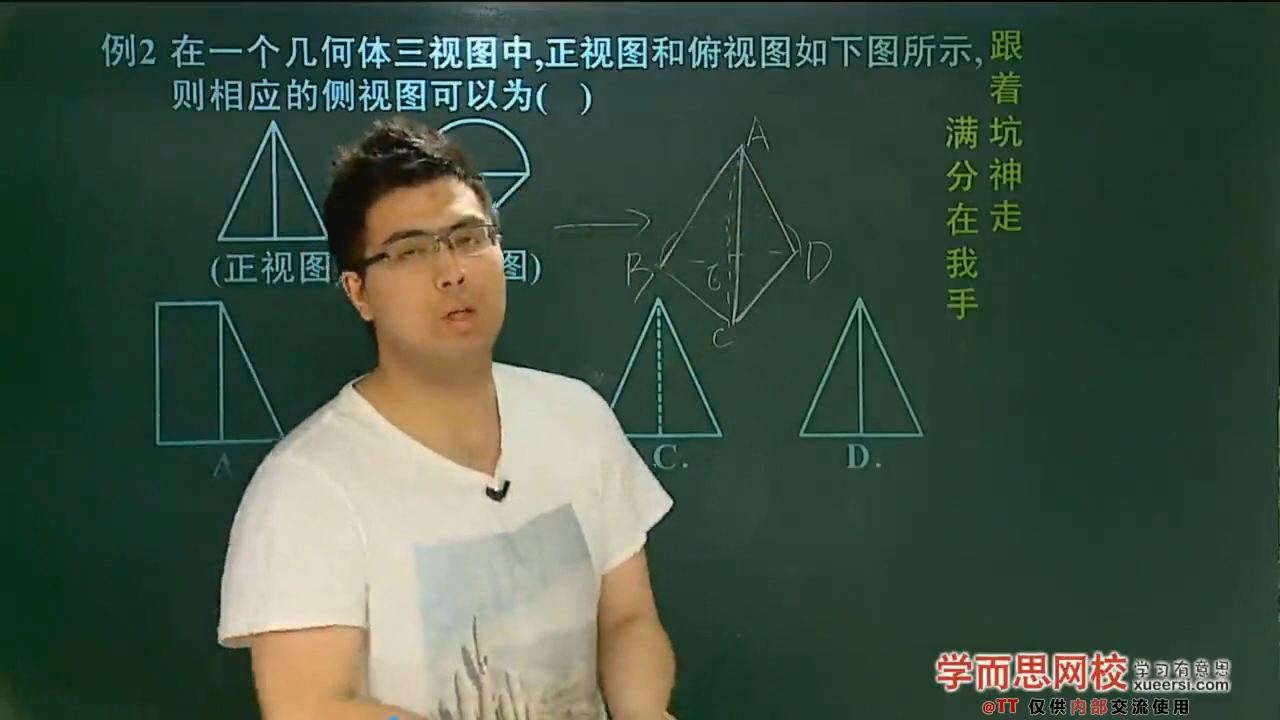 例2 在一个几何体三视图中,正视图和俯视图如下图所示,
则相应的侧视图可以为( )
跟着坑神走
满分在我手
A
B
D
C
(正视图
图)
A
C.
D.
学而思网校 学习有意思
xueersi.com
@TT 仅供内部交流使用